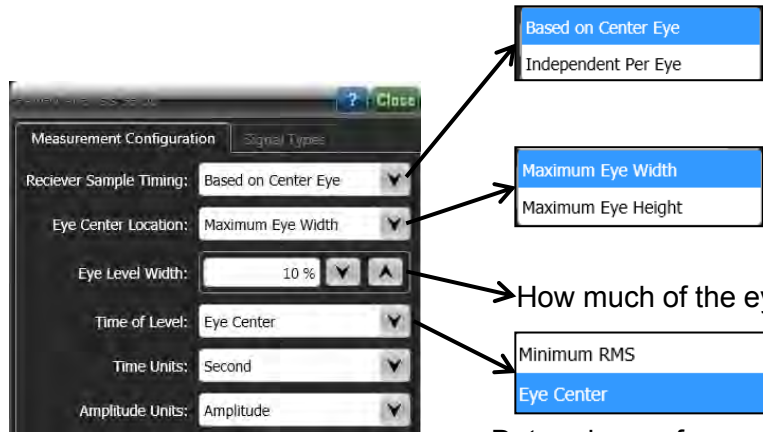 Based on Center Eye
Independent Per Eye
? Close
Measurement Configuration Signal Types
Reciever Sample Timing: Based on Center Eye
Maximum Eye Width
Maximum Eye Height
Eye Center Location: Maximum Eye Width
Eye Level Width: 10 %
How much of the ey
Time of Level: Eye Center
Minimum RMS
Eye Center
Time Units: Second
Amplitude Units: Amplitude